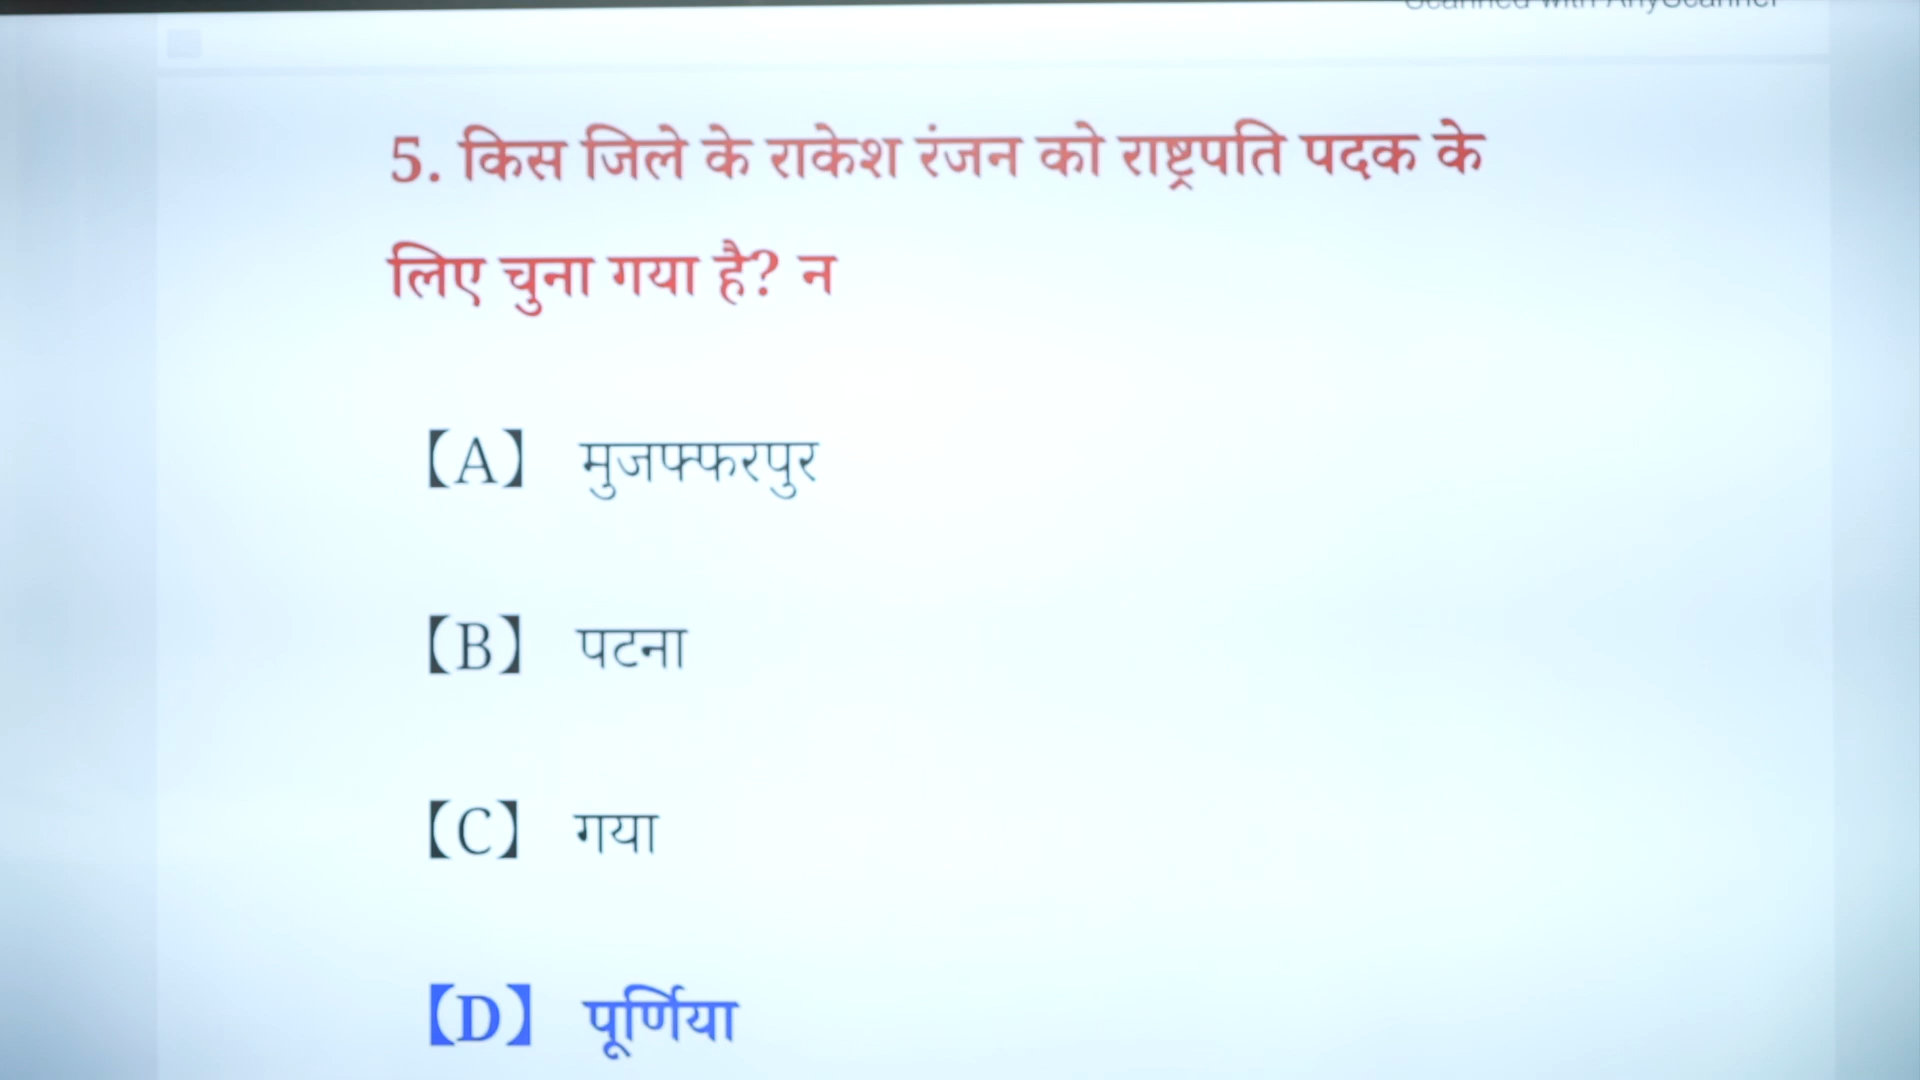 5. किस जिले के राकेश रंजन को राष्ट्रपति पदक के
लिए चुना गया है? न
【A】 मुजफ्फरपुर
【B】 पटना
【C】 गया
【D】 पूर्णिया